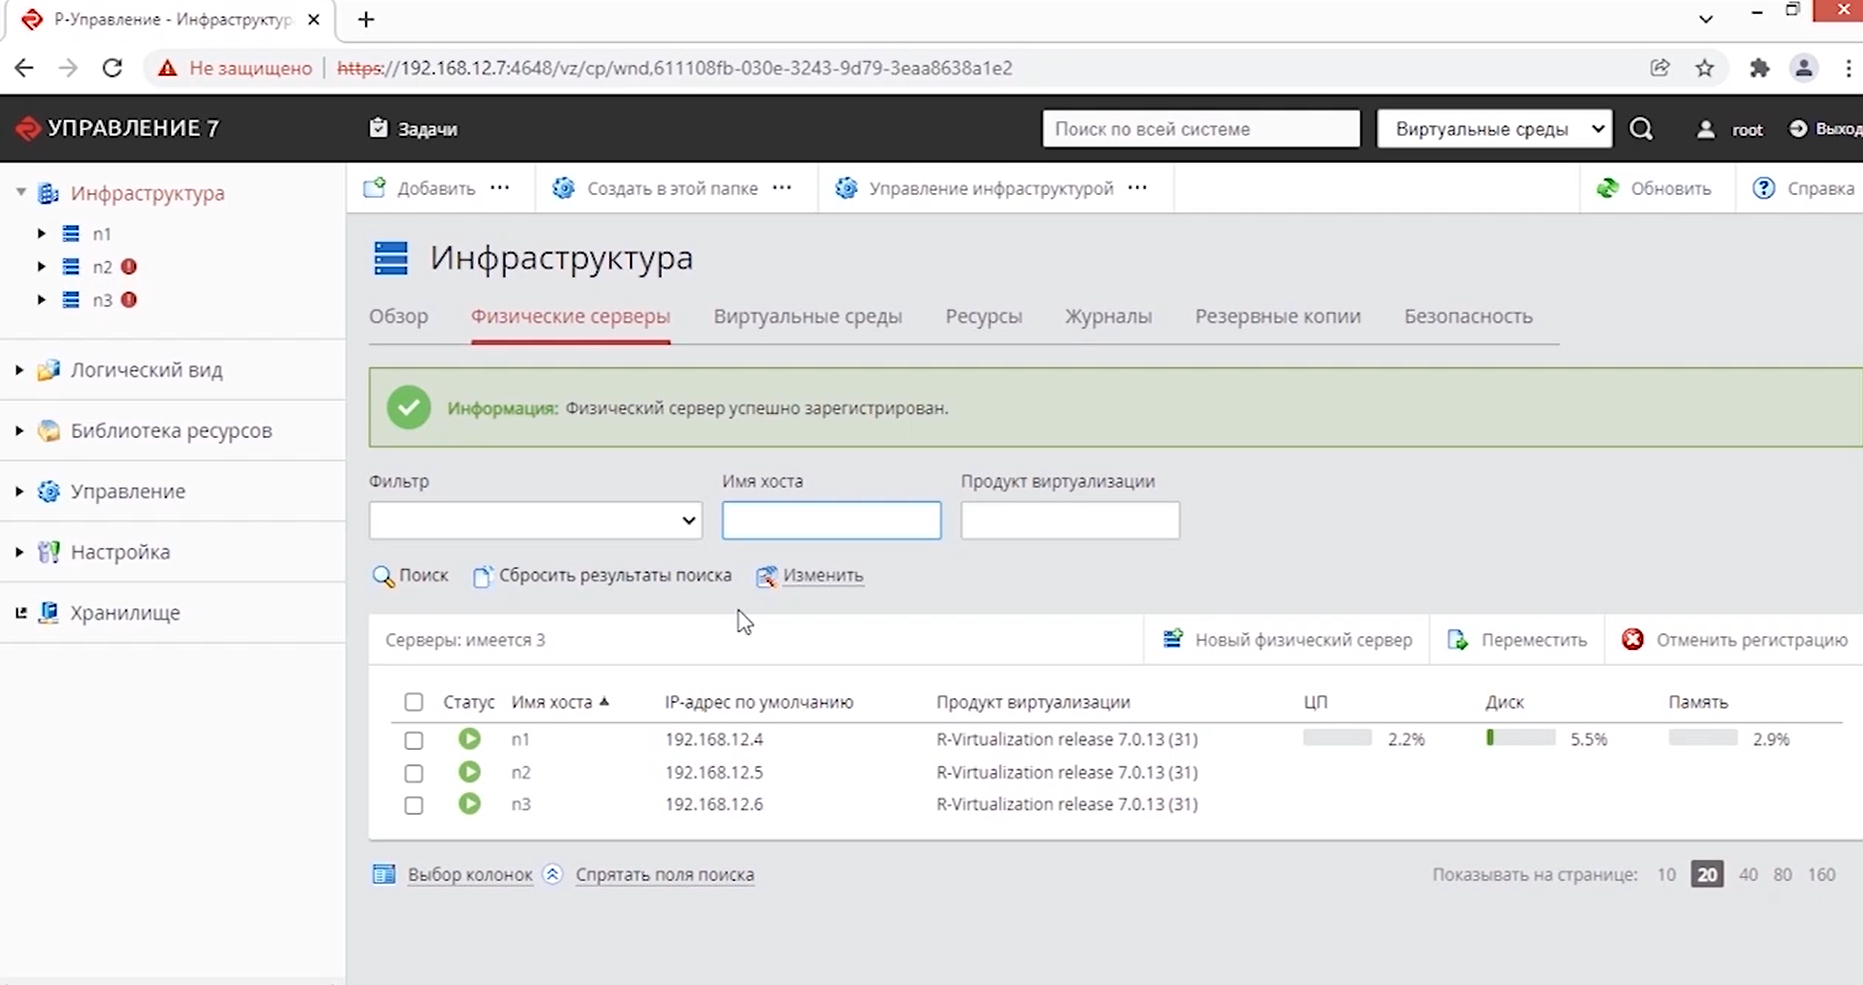 Р-Управление - Инфраструктур
Не защищено | https://192.168.12.7:4648/vz/cp/wnd,611108fb-030e-3243-9d79-3eaa8638a1e2
УПРАВЛЕНИЕ 7
Задачи
Поиск по всей системе
Виртуальные среды
root
Выход
Инфраструктура
n1
n2
n3
Логический вид
Библиотека ресурсов
Управление
Настройка
Хранилище
Добавить ...
Создать в этой папке ...
Управление инфраструктурой ...
Обновить
Справка
Инфраструктура
Обзор Физические серверы Виртуальные среды Ресурсы Журналы Резервные копии Безопасность
Информация: Физический сервер успешно зарегистрирован.
Фильтр Имя хоста Продукт виртуализации
Поиск Сбросить результаты поиска Изменить
Серверы: имеется 3
Новый физический сервер Переместить Отменить регистрацию
Статус Имя хоста IP-адрес по умолчанию Продукт виртуализации ЦП Диск Память
n1 192.168.12.4 R-Virtualization release 7.0.13 (31) 2.2% 5.5% 2.9%
n2 192.168.12.5 R-Virtualization release 7.0.13 (31)
n3 192.168.12.6 R-Virtualization release 7.0.13 (31)
Выбор колонок Спрятать поля поиска
Показывать на странице: 10 20 40 80 160